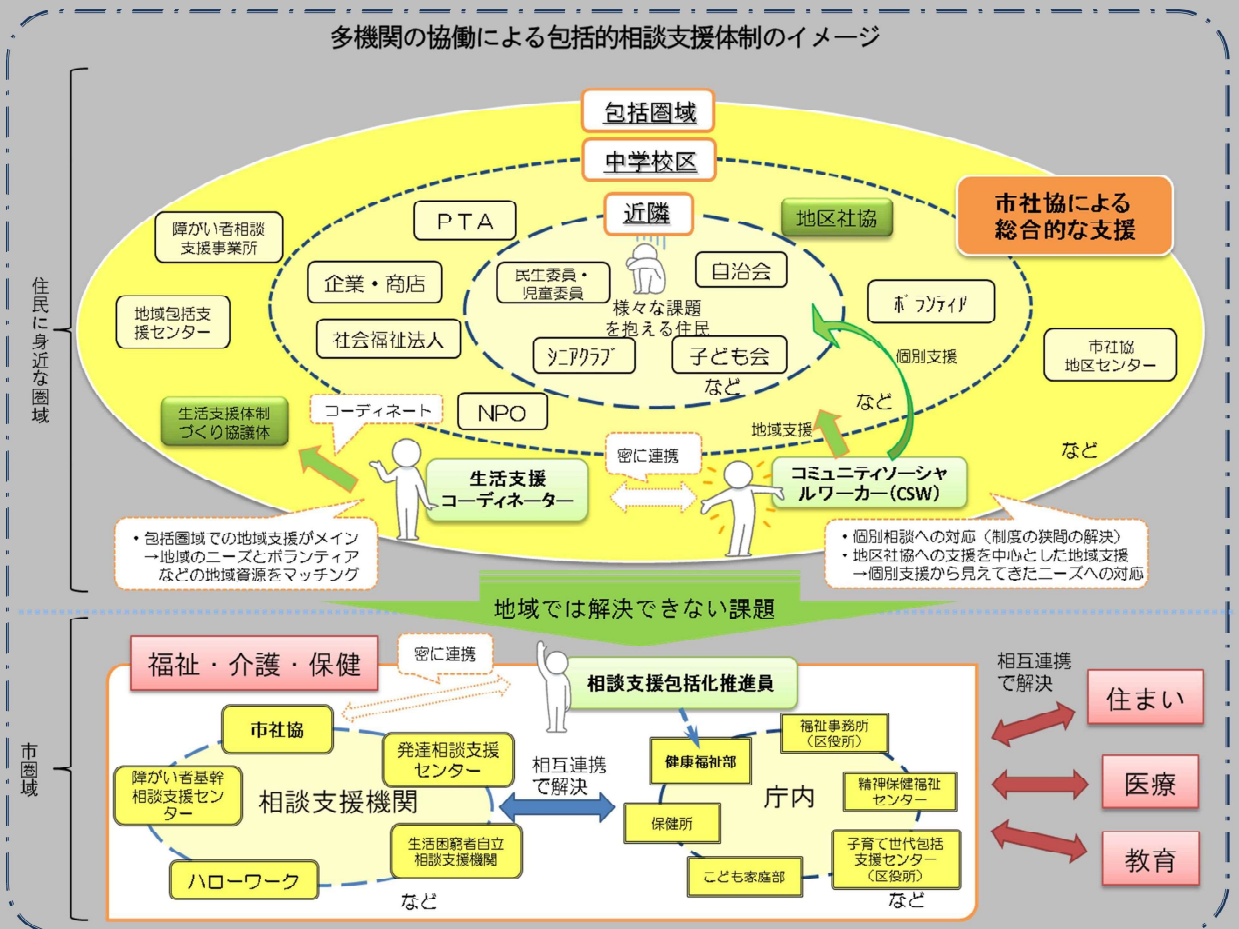 多機関の協働による包括的相談支援体制のイメージ
住民に身近な圏域
包括圏域
中学校区
近隣
市社協による
総合的な支援
地区社協
障がい者相談
支援事業所
PTA
民生委員・
児童委員
自治会
企業・商店
様々な課題
を抱える住民
ボランティア
地域包括支
援センター
社会福祉法人
シニアクラブ
子ども会
など
個別支援
市社協
地区センター
生活支援体制
づくり協議体
コーディネート
NPO
地域支援
など
など
密に連携
生活支援
コーディネーター
コミュニティソーシャ
ルワーカー(CSW)
・包括圏域での地域支援がメイン
→地域のニーズとボランティア
などの地域資源をマッチング
・個別相談への対応（制度の狭間の解決）
・地区社協への支援を中心とした地域支援
→個別支援から見えてきたニーズへの対応
地域では解決できない課題
市圏域
福祉・介護・保健
密に連携
相談支援包括化推進員
相互連携
で解決
住まい
医療
教育
市社協
発達相談支援
センター
障がい者基幹
相談支援セン
ター
相談支援機関
生活困窮者自立
相談支援機関
ハローワーク
など
相互連携
で解決
健康福祉部
福祉事務所
（区役所）
庁内
精神保健福祉
センター
保健所
子育て世代包括
支援センター
（区役所）
こども家庭部
など